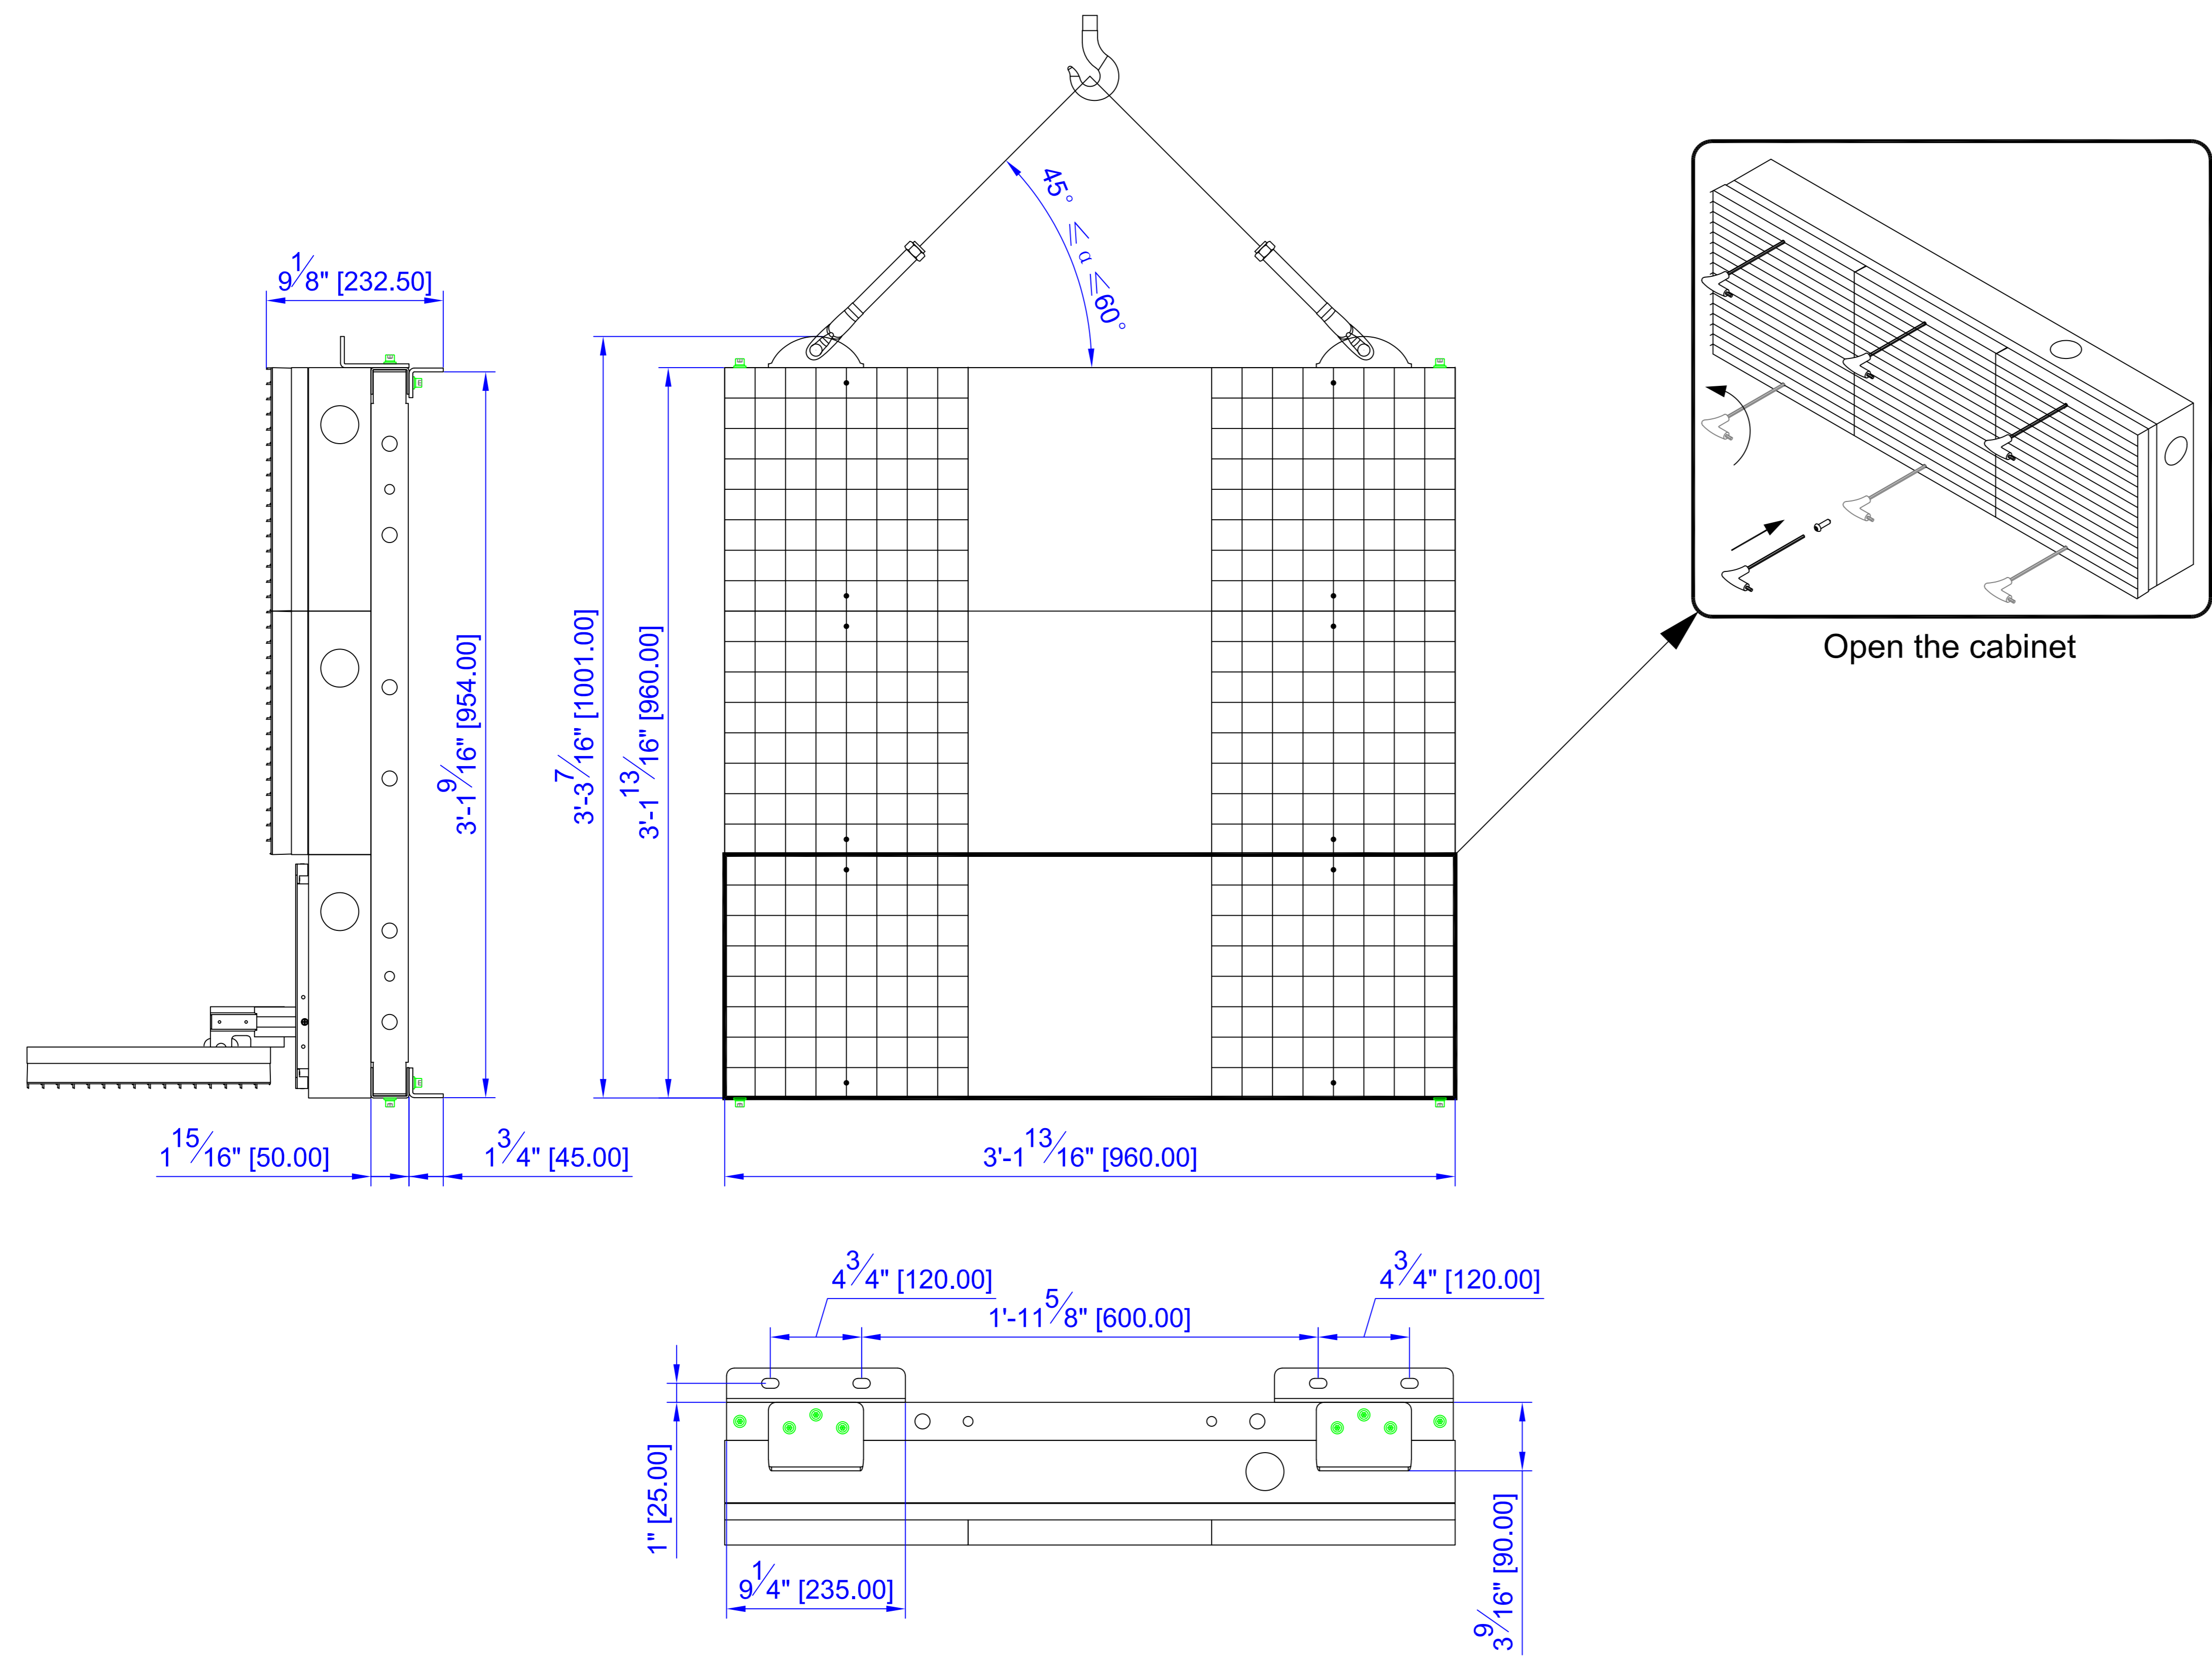 45° ≤ α ≤60°
9 1/8" [232.50]
3'-1 9/16" [954.00]
3'-3 7/16" [1001.00]
3'-1 13/16" [960.00]
Open the cabinet
1 15/16" [50.00]
1 3/4" [45.00]
3'-1 13/16" [960.00]
4 3/4" [120.00]
1'-11 5/8" [600.00]
4 3/4" [120.00]
1" [25.00]
9 1/4" [235.00]
3 9/16" [90.00]